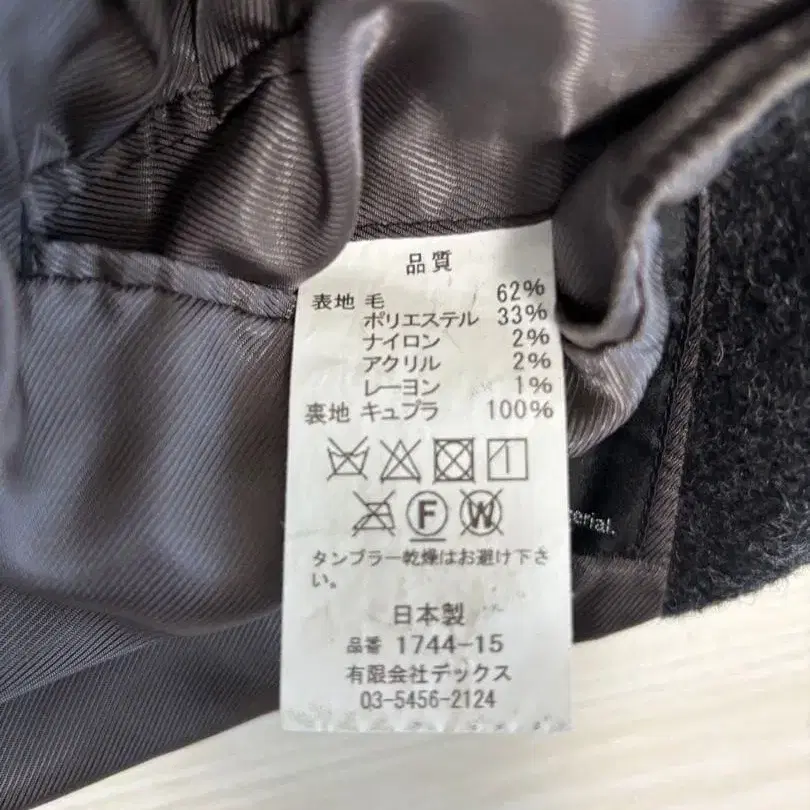 品質
表地 毛 62%
ポリエステル 33%
ナイロン 2%
アクリル 2%
レーヨン 1%
裏地 キュプラ 100%
F W
タンブラー乾燥はお避け下さ
い。
日本製
品番 1744-15
有限会社デックス
03-5456-2124